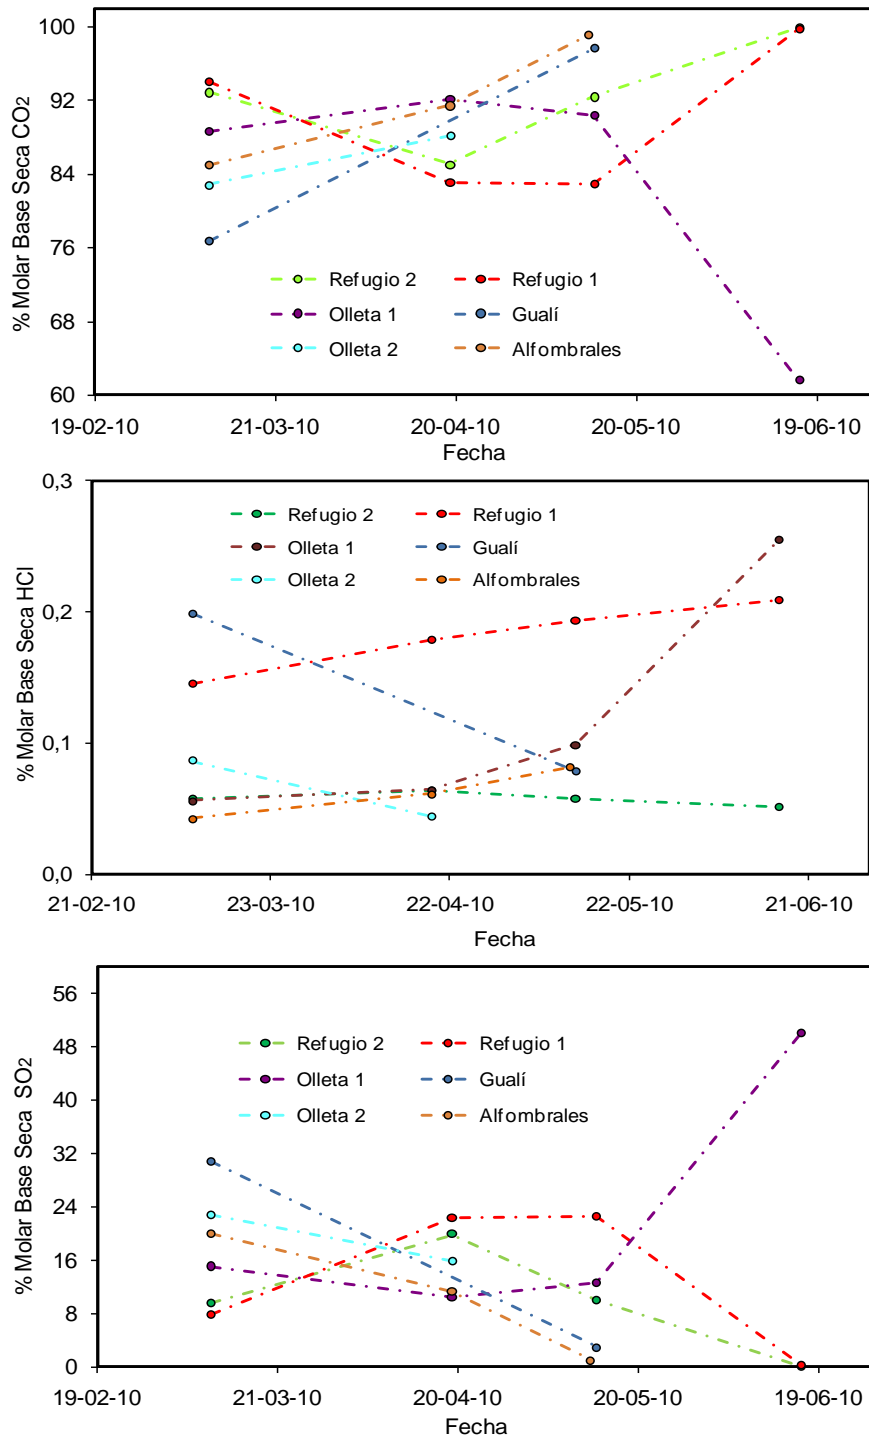 % Molar Base Seca CO2
100
92
84
76
68
60
Refugio 2
Refugio 1
Olleta 1
Gualí
Olleta 2
Alfombrales
19-02-10 21-03-10 20-04-10 20-05-10 19-06-10
Fecha
% Molar Base Seca HCl
0,3
0,2
0,1
0,0
Refugio 2
Refugio 1
Olleta 1
Gualí
Olleta 2
Alfombrales
21-02-10 23-03-10 22-04-10 22-05-10 21-06-10
Fecha
% Molar Base Seca SO2
56
48
40
32
24
16
8
0
Refugio 2
Refugio 1
Olleta 1
Gualí
Olleta 2
Alfombrales
19-02-10 21-03-10 20-04-10 20-05-10 19-06-10
Fecha